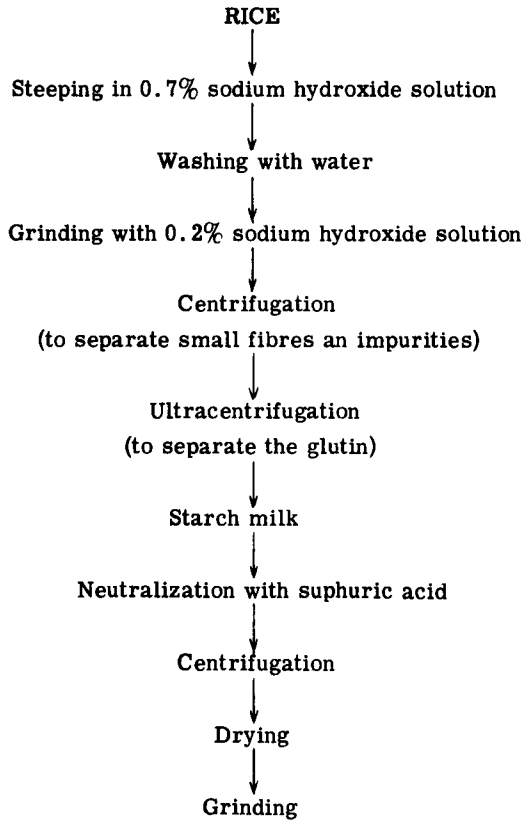 RICE
Steeping in 0.7% sodium hydroxide solution
Washing with water
Grinding with 0.2% sodium hydroxide solution
Centrifugation
(to separate small fibres an impurities)
Ultracentrifugation
(to separate the glutin)
Starch milk
Neutralization with suphuric acid
Centrifugation
Drying
Grinding